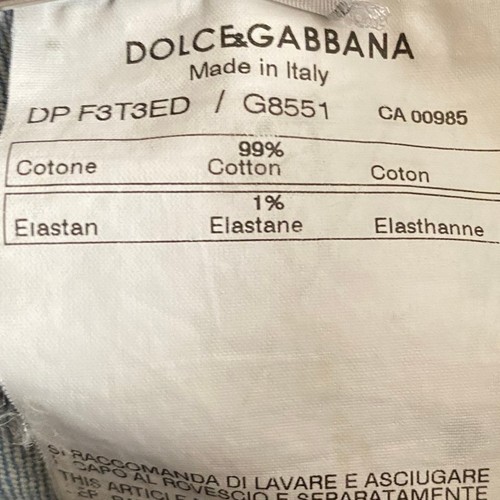 DOLCE&GABBANA
Made in Italy
DP F3T3ED / G8551 CA 00985
99%
Cotone Cotton Coton
1%
Elastan Elastane Elasthanne
SI RACCOMANDA DI LAVARE E ASCIUGARE
CAPO AL ROVESCIO E SEPARATAMENTE
THIS